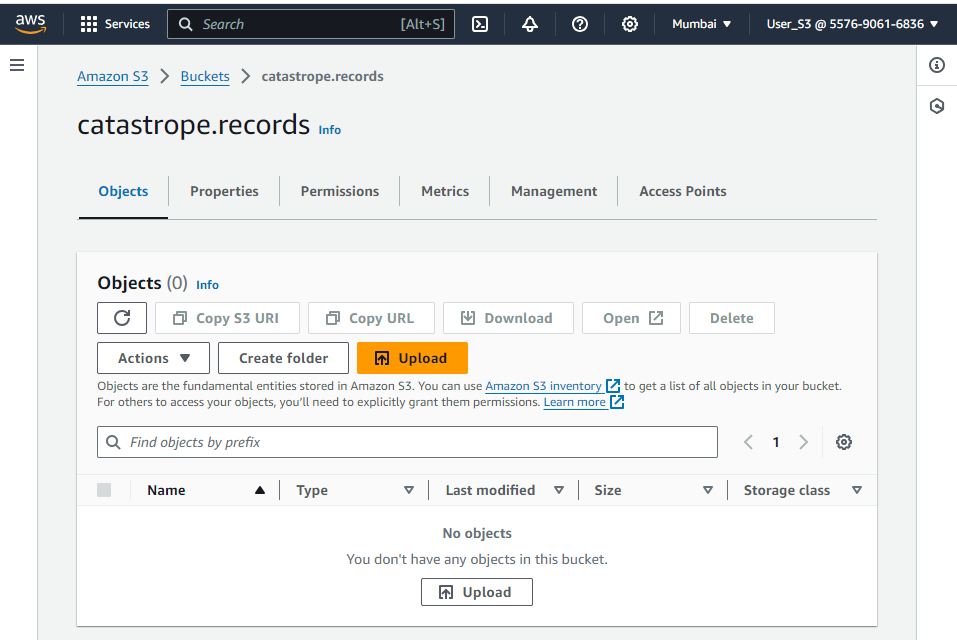 aws Services Search [Alt+S] Mumbai User_S3 @ 5576-9061-6836
Amazon S3 Buckets catastrope.records
catastrope.records Info
Objects Properties Permissions Metrics Management Access Points
Objects (0) Info
Copy S3 URI Copy URL Download Open Delete
Actions Create folder Upload
Objects are the fundamental entities stored in Amazon S3. You can use Amazon S3 inventory to get a list of all objects in your bucket.
For others to access your objects, you'll need to explicitly grant them permissions. Learn more
Find objects by prefix 1
Name Type Last modified Size Storage class
No objects
You don't have any objects in this bucket.
Upload